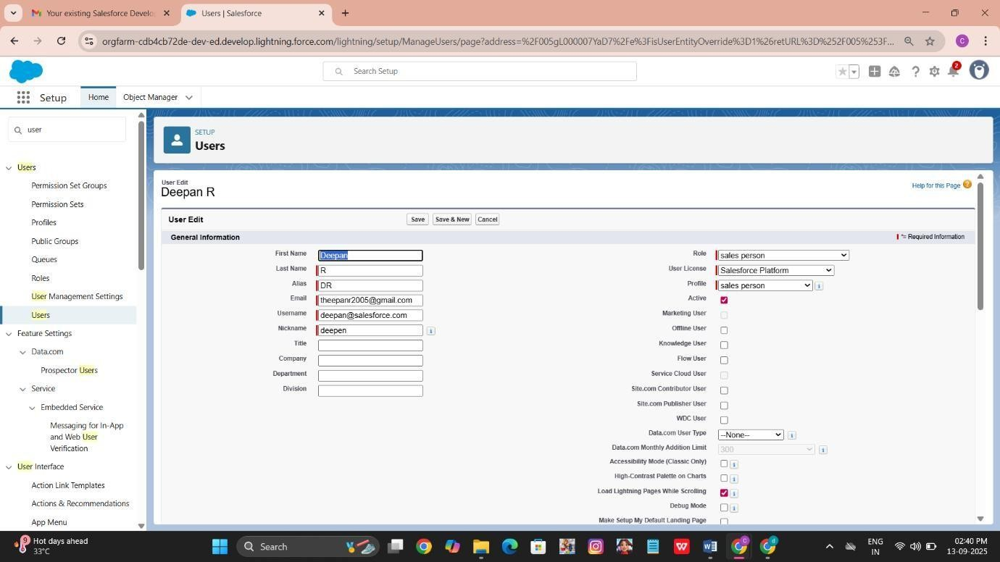 Your existing Salesforce Develo
Users | Salesforce
orgfarm-cdb4cb72de-dev-ed.develop.lightning.force.com/lightning/setup/ManageUsers/page?address=%2F005gL000007YaD7%2Fe%3FisUserEntityOverride%3D1%26retURL%3D%252F005%253F...
C
Search Setup
2
Setup
Home
Object Manager
user
Users
Permission Set Groups
Permission Sets
Profiles
Public Groups
Queues
Roles
User Management Settings
Users
Feature Settings
Data.com
Prospector Users
Service
Embedded Service
Messaging for In-App
and Web User
Verification
User Interface
Action Link Templates
Actions & Recommendations
App Menu
SETUP
Users
User Edit
Deepan R
Help for this Page ?
User Edit
Save
Save & New
Cancel
General Information
= Required Information
First Name Deepan
Last Name R
Alias DR
Email theepanr2005@gmail.com
Username deepan@salesforce.com
Nickname deepen
Title
Company
Department
Division
Role sales person
User License Salesforce Platform
Profile sales person
Active
Marketing User
Offline User
Knowledge User
Flow User
Service Cloud User
Site.com Contributor User
Site.com Publisher User
WDC User
Data.com User Type --None--
Data.com Monthly Addition Limit 300
Accessibility Mode (Classic Only)
High-Contrast Palette on Charts
Load Lightning Pages While Scrolling
Debug Mode
Make Setup My Default Landing Page
9
Hot days ahead
33°C
Search
ENG
IN
02:40 PM
13-09-2025